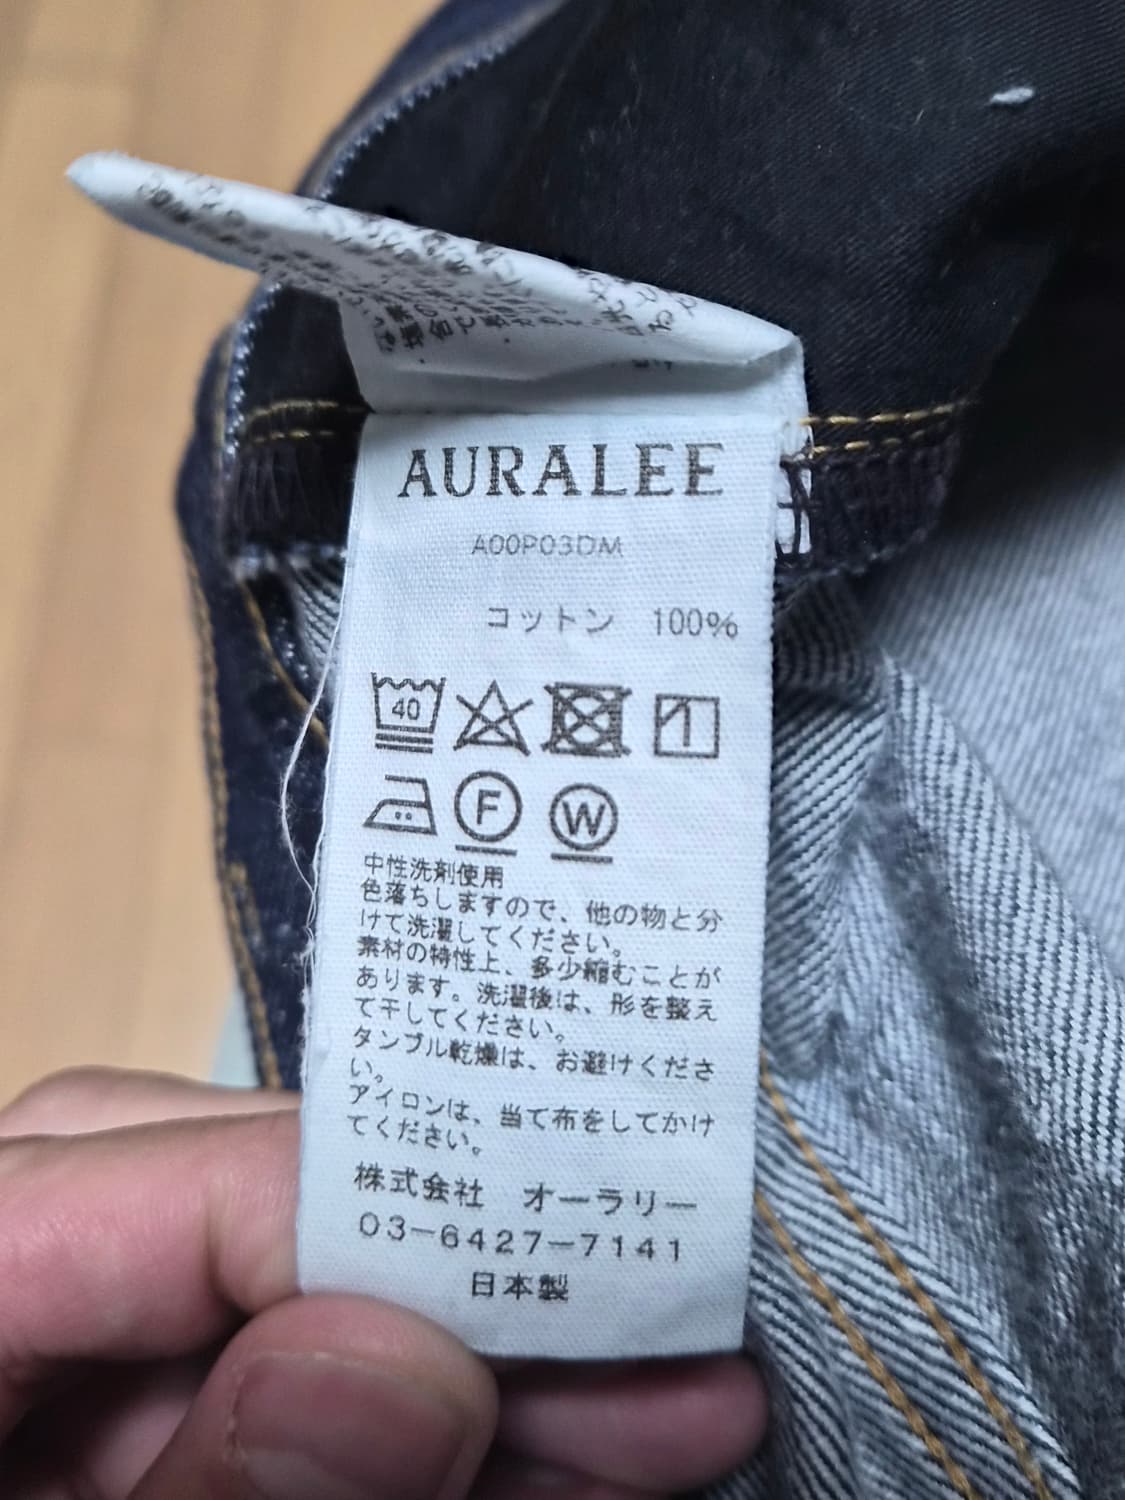 AURALEE
A00P03DM
コットン 100%
40
F W
中性洗剤使用
色落ちしますので、他の物と分
けて洗濯してください。
素材の特性上、多少縮むことが
あります。洗濯後は、形を整え
て干してください。
タンブル乾燥は、お避けくださ
い。
アイロンは、当て布をしてかけ
てください。
株式会社 オーラリー
03-6427-7141
日本製